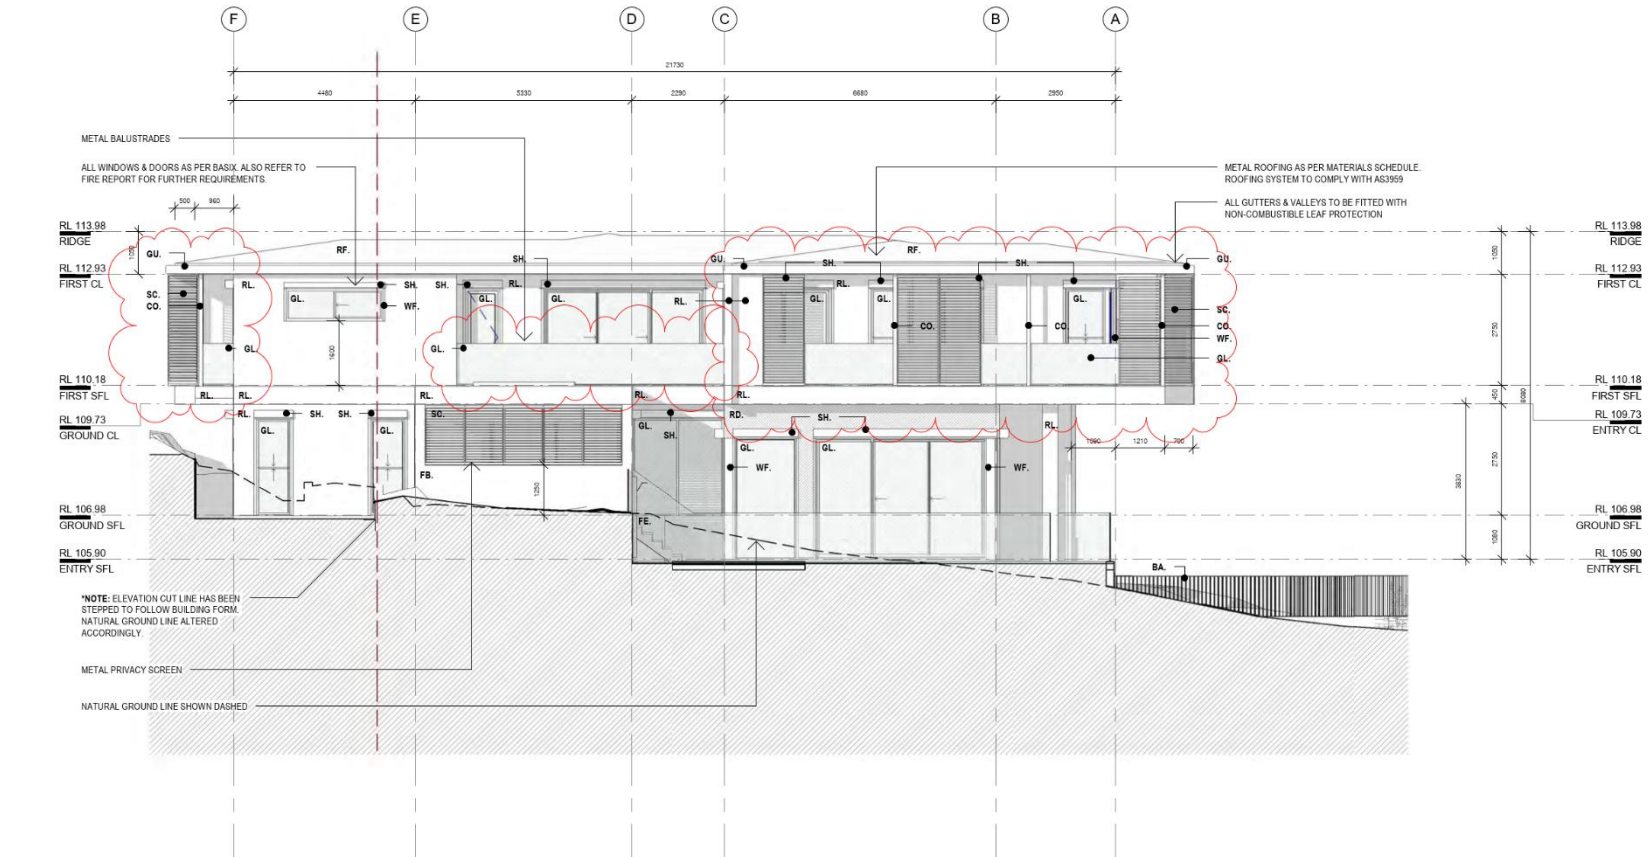 F E D C B A
21730
4480 5330 2290 6680 2950
METAL BALUSTRADES
ALL WINDOWS & DOORS AS PER BASIX. ALSO REFER TO
FIRE REPORT FOR FURTHER REQUIREMENTS.
METAL ROOFING AS PER MATERIALS SCHEDULE.
ROOFING SYSTEM TO COMPLY WITH AS3959
ALL GUTTERS & VALLEYS TO BE FITTED WITH
NON-COMBUSTIBLE LEAF PROTECTION
500 960
RL 113.98
RIDGE
RL 113.98
RIDGE
1050
GU. RF. SH. GU. RF. GU.
1050
RL 112.93
FIRST CL
RL 112.93
FIRST CL
SH.
SH.
RL. SH. SH. RL. RL.
SC. GL. GL. GL. RL. GL. GL. GL. SC.
CO. WF. CO. CO. CO.
WF.
GL. GL. GL.
1600
2750
RL 110.18
FIRST SFL
RL 110.18
FIRST SFL
RL. RL. RL. RL. RL.
450
RL 109.73
GROUND CL
RL 109.73
ENTRY CL
RL. SH. SH. SC. RD. SH. RL.
GL. GL. GL. SH. GL. GL.
1210 700
WF. WF.
FB.
1250
2750
3830
RL 106.98
GROUND SFL
RL 106.98
GROUND SFL
FE.
1080
RL 105.90
ENTRY SFL
RL 105.90
ENTRY SFL
BA.
*NOTE: ELEVATION CUT LINE HAS BEEN
STEPPED TO FOLLOW BUILDING FORM.
NATURAL GROUND LINE ALTERED
ACCORDINGLY.
METAL PRIVACY SCREEN
NATURAL GROUND LINE SHOWN DASHED